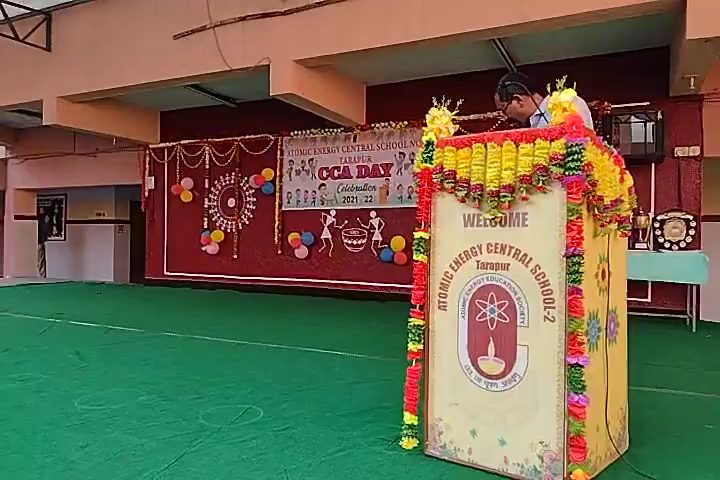 ATOMIC ENERGY CENTRAL SCHOOL NO
TARAPUR
CCA DAY
Celebration
2021 22
WELCOME
ATOMIC ENERGY CENTRAL SCHOOL-2
Tarapur
ATOMIC ENERGY EDUCATION SOCIETY